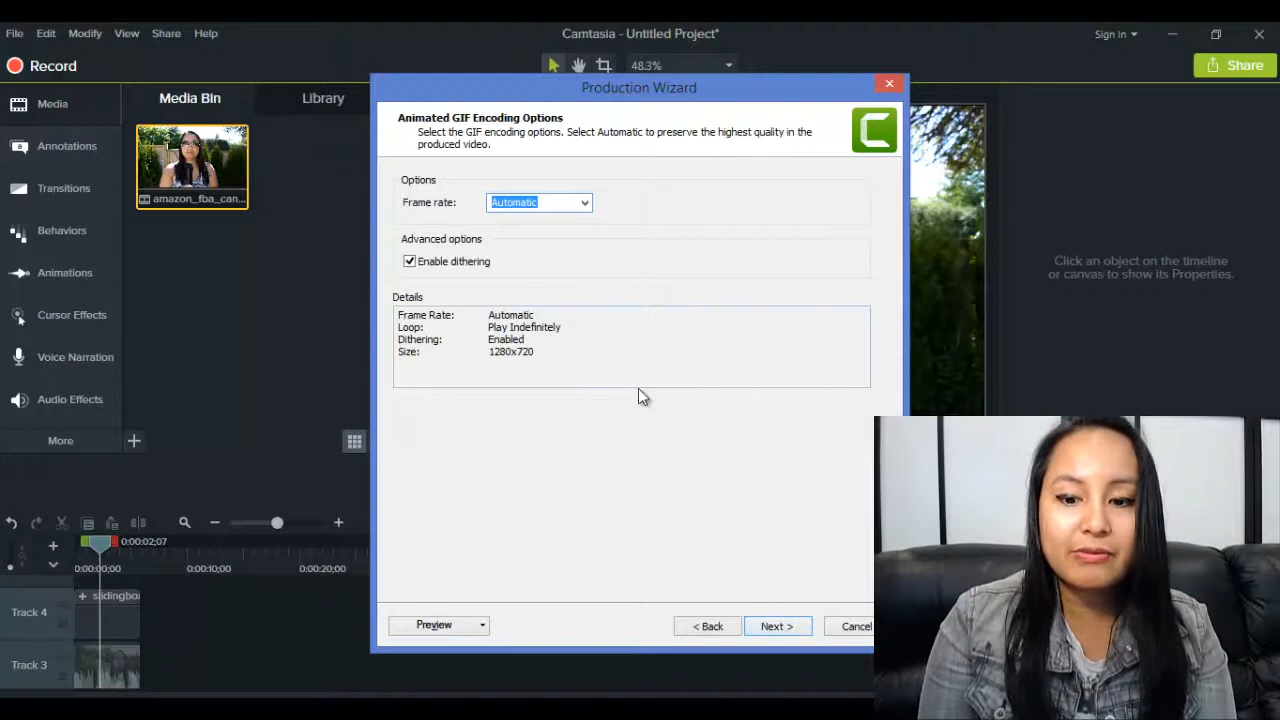 File Edit Modify View Share Help
Camtasia - Untitled Project*
Sign In
Record
48.3%
Share
Media
Annotations
Transitions
Behaviors
Animations
Cursor Effects
Voice Narration
Audio Effects
More
Media Bin
Library
amazon_fba_can...
Production Wizard
Animated GIF Encoding Options
Select the GIF encoding options. Select Automatic to preserve the highest quality in the
produced video.
Options
Frame rate: Automatic
Advanced options
Enable dithering
Details
Frame Rate: Automatic
Loop: Play Indefinitely
Dithering: Enabled
Size: 1280x720
Preview
< Back
Next >
Cancel
Click an object on the timeline
or canvas to show its Properties.
0:00:02;07
0:00:00;00 0:00:10;00 0:00:20;00
Track 4
slidingbox
Track 3